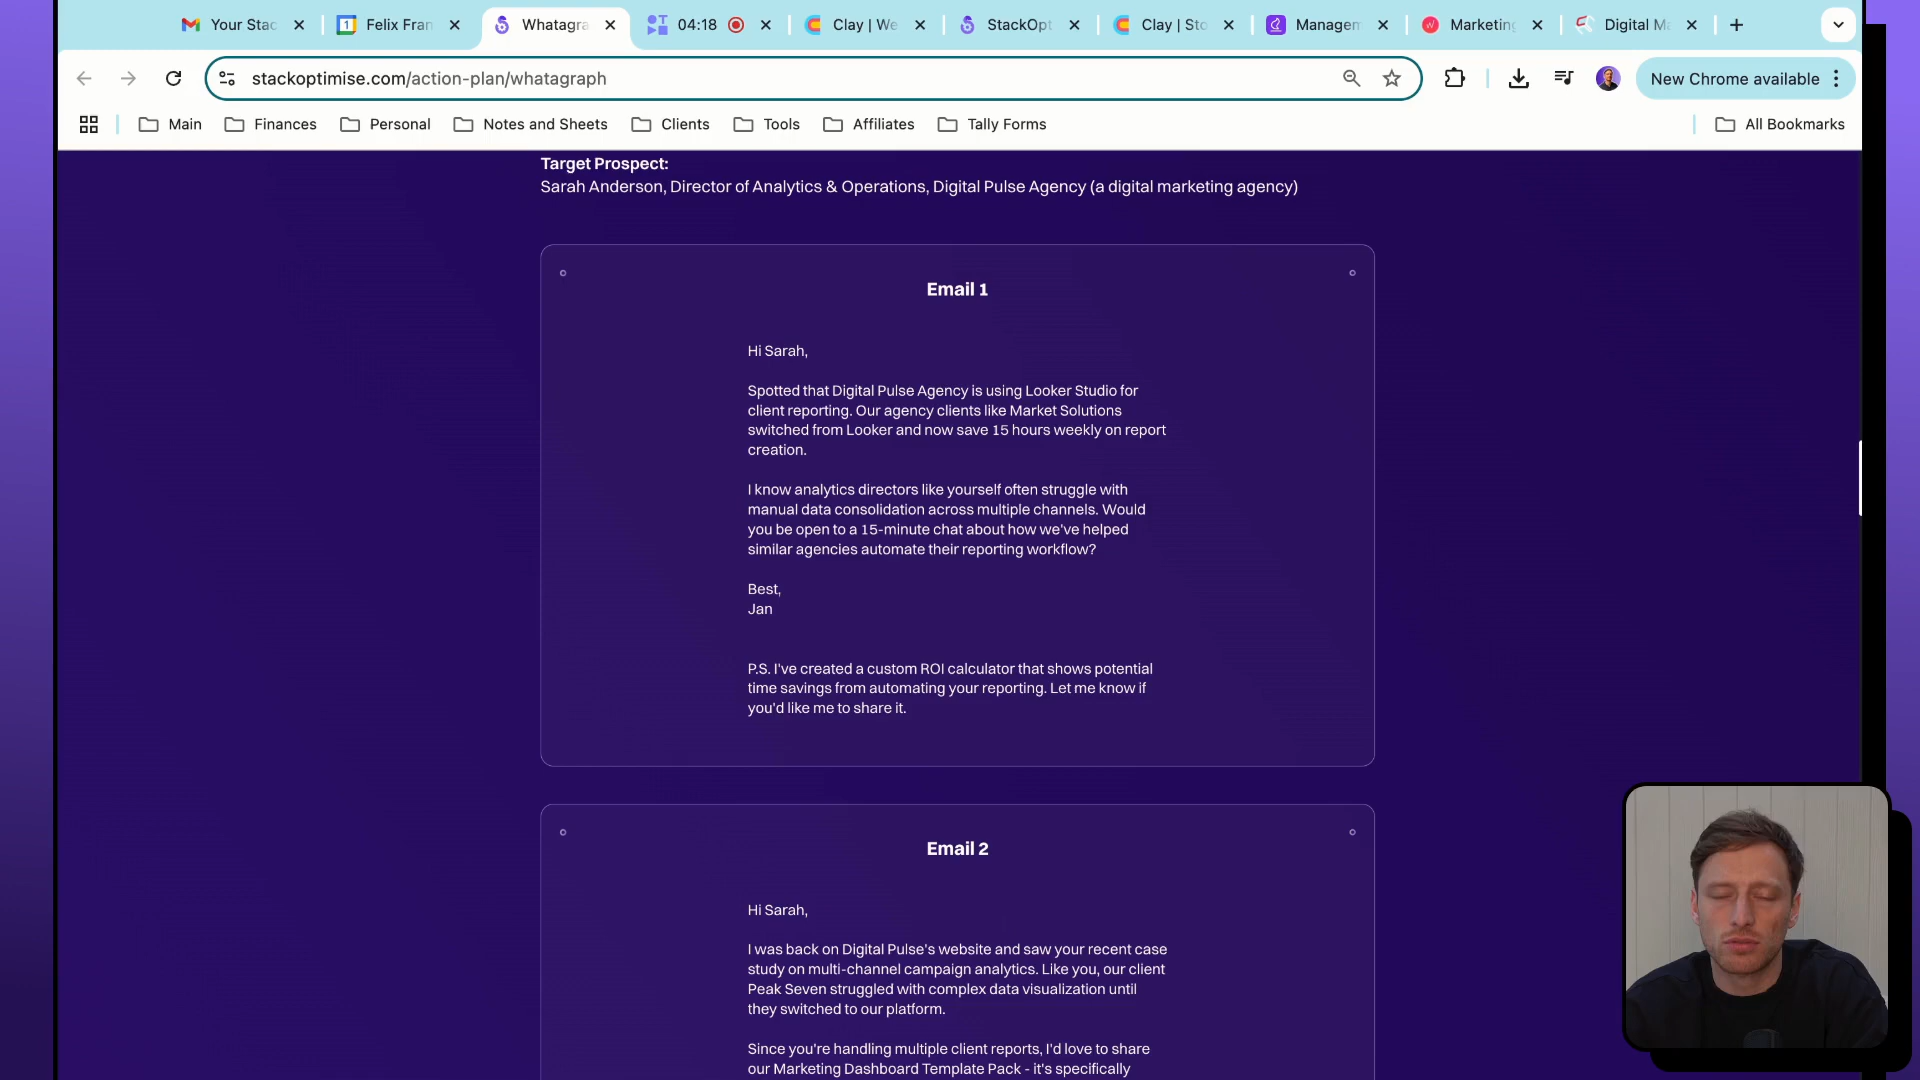 Your Stac
Felix Fran
Whatagra
04:18
Clay | We
StackOpt
Clay | Sto
Managem
Marketing
Digital Ma
stackoptimise.com/action-plan/whatagraph
New Chrome available
Main
Finances
Personal
Notes and Sheets
Clients
Tools
Affiliates
Tally Forms
All Bookmarks
Target Prospect:
Sarah Anderson, Director of Analytics & Operations, Digital Pulse Agency (a digital marketing agency)
Email 1
Hi Sarah,
Spotted that Digital Pulse Agency is using Looker Studio for
client reporting. Our agency clients like Market Solutions
switched from Looker and now save 15 hours weekly on report
creation.
I know analytics directors like yourself often struggle with
manual data consolidation across multiple channels. Would
you be open to a 15-minute chat about how we've helped
similar agencies automate their reporting workflow?
Best,
Jan
P.S. I've created a custom ROI calculator that shows potential
time savings from automating your reporting. Let me know if
you'd like me to share it.
Email 2
Hi Sarah,
I was back on Digital Pulse's website and saw your recent case
study on multi-channel campaign analytics. Like you, our client
Peak Seven struggled with complex data visualization until
they switched to our platform.
Since you're handling multiple client reports, I'd love to share
our Marketing Dashboard Template Pack - it's specifically